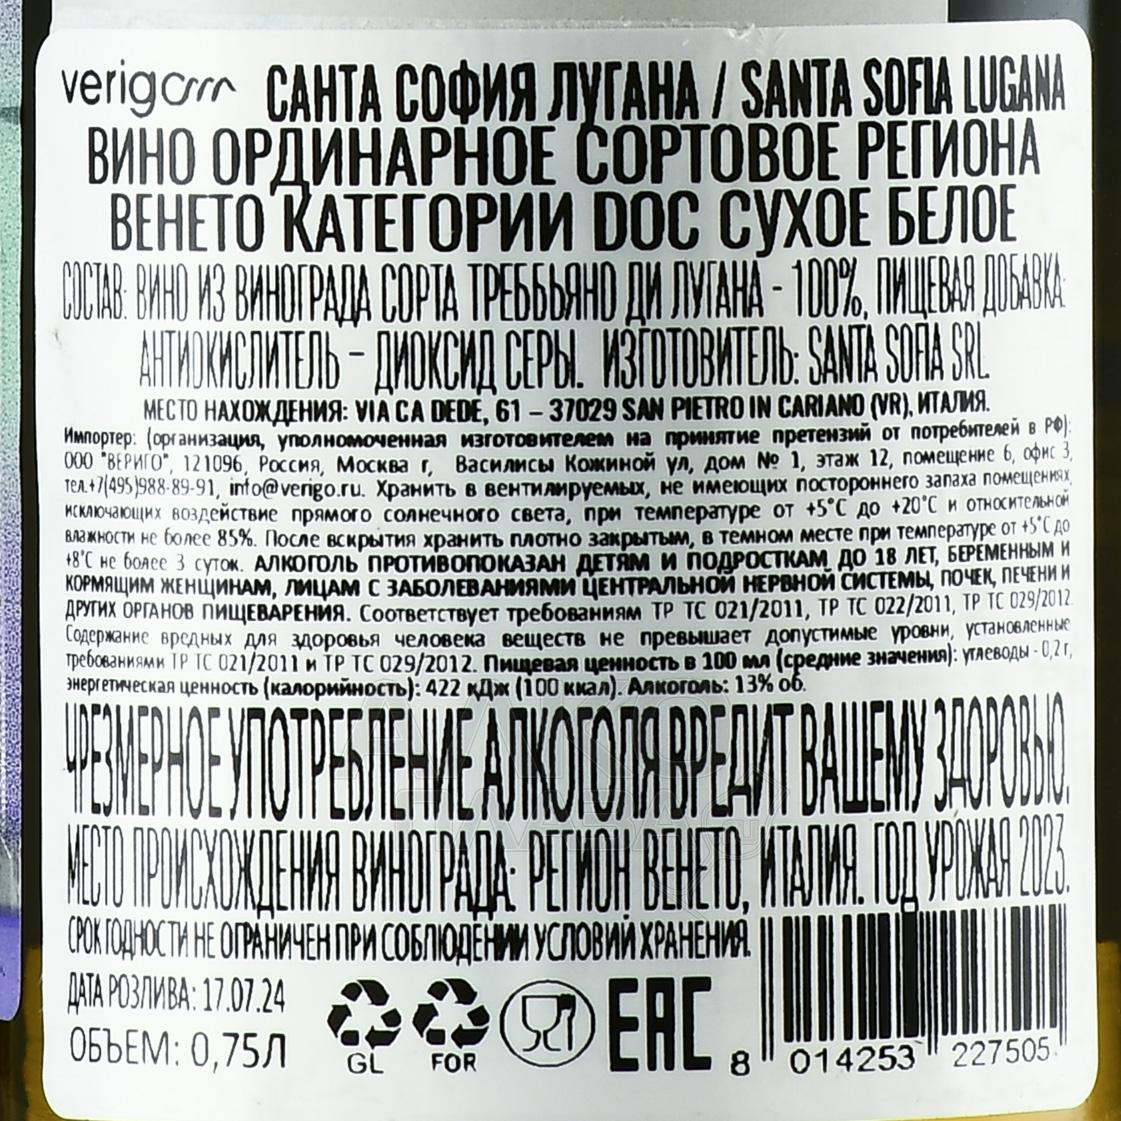 verigo
САНТА СОФИЯ ЛУГАНА / SANTA SOFIA LUGANA
ВИНО ОРДИНАРНОЕ СОРТОВОЕ РЕГИОНА
ВЕНЕТО КАТЕГОРИИ DOC СУХОЕ БЕЛОЕ
СОСТАВ: ВИНО ИЗ ВИНОГРАДА СОРТА ТРЕББЬЯНО ДИ ЛУГАНА - 100%, ПИЩЕВАЯ ДОБАВКА:
АНТИОКИСЛИТЕЛЬ – ДИОКСИД СЕРЫ. ИЗГОТОВИТЕЛЬ: SANTA SOFIA SRL.
МЕСТО НАХОЖДЕНИЯ: VIA CA DEDE, 61 – 37029 SAN PIETRO IN CARIANO (VR), ИТАЛИЯ.
Импортер: (организация, уполномоченная изготовителем на принятие претензий от потребителей в РФ):
ООО "ВЕРИГО", 121096, Россия, Москва г, Василисы Кожиной ул, дом № 1, этаж 12, помещение 6, офис 3,
тел.+7(495)988-89-91, info@verigo.ru. Хранить в вентилируемых, не имеющих постороннего запаха помещениях,
исключающих воздействие прямого солнечного света, при температуре от +5°С до +20°С и относительной
влажности не более 85%. После вскрытия хранить плотно закрытым, в темном месте при температуре от +5°С до
+8°С не более 3 суток. АЛКОГОЛЬ ПРОТИВОПОКАЗАН ДЕТЯМ И ПОДРОСТКАМ ДО 18 ЛЕТ, БЕРЕМЕННЫМ И
КОРМЯЩИМ ЖЕНЩИНАМ, ЛИЦАМ С ЗАБОЛЕВАНИЯМИ ЦЕНТРАЛЬНОЙ НЕРВНОЙ СИСТЕМЫ, ПОЧЕК, ПЕЧЕНИ И
ДРУГИХ ОРГАНОВ ПИЩЕВАРЕНИЯ. Соответствует требованиям ТР ТС 021/2011, ТР ТС 022/2011, ТР ТС 029/2012.
Содержание вредных для здоровья человека веществ не превышает допустимые уровни, установленные
требованиями ТР ТС 021/2011 и ТР ТС 029/2012. Пищевая ценность в 100 мл (средние значения): углеводы - 0,2 г,
энергетическая ценность (калорийность): 422 кДж (100 ккал). Алкоголь: 13% об.
ЧРЕЗМЕРНОЕ УПОТРЕБЛЕНИЕ АЛКОГОЛЯ ВРЕДИТ ВАШЕМУ ЗДОРОВЬЮ.
МЕСТО ПРОИСХОЖДЕНИЯ ВИНОГРАДА: РЕГИОН ВЕНЕТО, ИТАЛИЯ. ГОД УРОЖАЯ 2023.
СРОК ГОДНОСТИ НЕ ОГРАНИЧЕН ПРИ СОБЛЮДЕНИИ УСЛОВИЙ ХРАНЕНИЯ.
ДАТА РОЗЛИВА: 17.07.24
ОБЪЕМ: 0,75Л
GL FOR
EAC
8 014253 227505